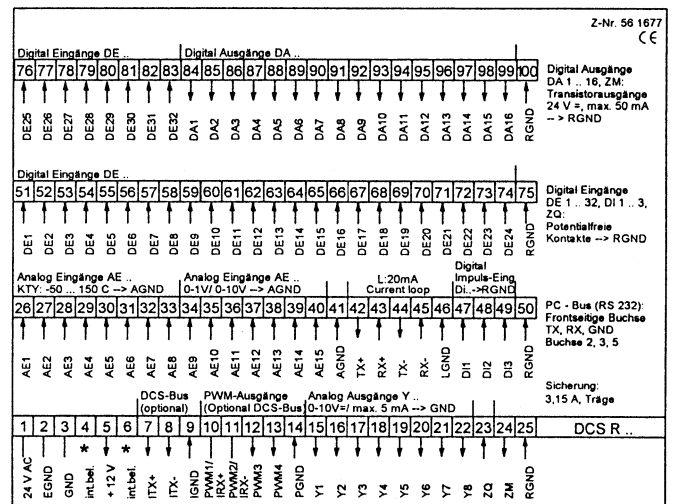 Z-Nr. 56 1677
CE
Digital Eingänge DE .. Digital Ausgänge DA ..
76 77 78 79 80 81 82 83 84 85 86 87 88 89 90 91 92 93 94 95 96 97 98 99 100
DE25 DE26 DE27 DE28 DE29 DE30 DE31 DE32 DA1 DA2 DA3 DA4 DA5 DA6 DA7 DA8 DA9 DA10 DA11 DA12 DA13 DA14 DA15 DA16 RGND
Digital Ausgänge
DA 1 .. 16, ZM:
Transistorausgänge
24 V =, max. 50 mA
--> RGND
Digital Eingänge DE ..
51 52 53 54 55 56 57 58 59 60 61 62 63 64 65 66 67 68 69 70 71 72 73 74 75
DE1 DE2 DE3 DE4 DE5 DE6 DE7 DE8 DE9 DE10 DE11 DE12 DE13 DE14 DE15 DE16 DE17 DE18 DE19 DE20 DE21 DE22 DE23 DE24 RGND
Digital Eingänge
DE 1 .. 32, DI 1 .. 3,
ZQ:
Potentialfreie
Kontakte --> RGND
Analog Eingänge AE ..
KTY: -50 ... 150 C --> AGND
Analog Eingänge AE ..
0-1V/ 0-10V --> AGND
L:20mA
Current loop
Digital
Impuls-Eing
Di..->RGND
26 27 28 29 30 31 32 33 34 35 36 37 38 39 40 41 42 43 44 45 46 47 48 49 50
AE1 AE2 AE3 AE4 AE5 AE6 AE7 AE8 AE9 AE10 AE11 AE12 AE13 AE14 AE15 AGND TX+ RX+ TX- RX- LGND DI1 DI2 DI3 RGND
PC - Bus (RS 232):
Frontseitige Buchse
TX, RX, GND
Buchse 2, 3, 5
Sicherung:
3,15 A, Träge
DCS-Bus
(optional)
PWM-Ausgänge
(Optional DCS-Bus)
Analog Ausgänge Y ..
0-10V=/ max. 5 mA --> GND
1 2 3 4 5 6 7 8 9 10 11 12 13 14 15 16 17 18 19 20 21 22 23 24 25 DCS R ..
24 V AC EGND GND * int.bel. +12 V * int.bel. ITX+ ITX- IGND PWM1/ IRX+ PWM2/ IRX- PWM3 PWM4 PGND Y1 Y2 Y3 Y4 Y5 Y6 Y7 Y8 ZQ ZM RGND